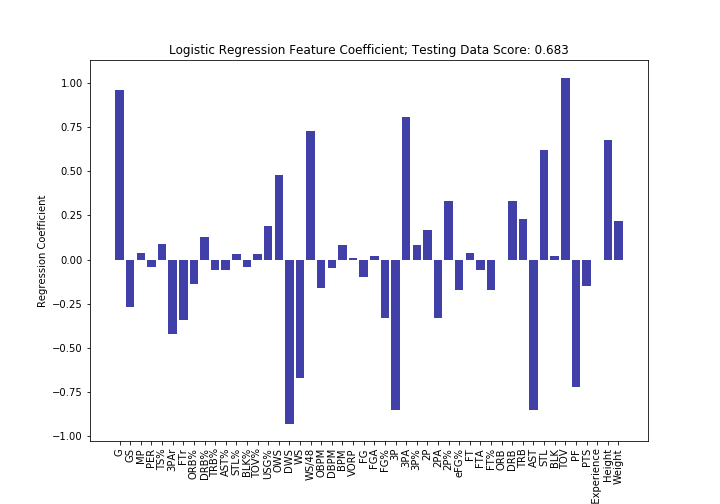 Logistic Regression Feature Coefficient; Testing Data Score: 0.683
Regression Coefficient
1.00
0.75
0.50
0.25
0.00
−0.25
−0.50
−0.75
−1.00
G
GS
MP
PER
TS%
3PAr
FTr
ORB%
DRB%
TRB%
AST%
STL%
BLK%
TOV%
USG%
OWS
DWS
WS
WS/48
OBPM
DBPM
BPM
VORP
FG
FGA
FG%
3P
3PA
3P%
2P
2PA
2P%
eFG%
FT
FTA
FT%
ORB
DRB
TRB
AST
STL
BLK
TOV
PF
PTS
Experience
Height
Weight